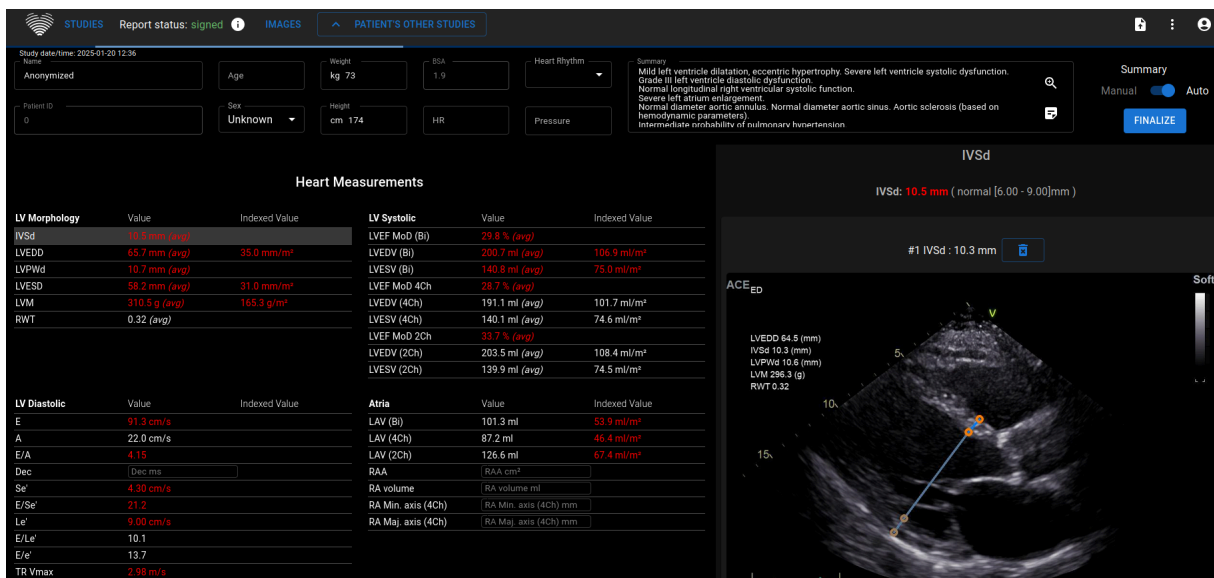 STUDIES Report status: signed i IMAGES PATIENT'S OTHER STUDIES
Study date/time: 2025-01-20 12:36
Name Anonymized
Age
Weight kg 73
BSA 1.9
Heart Rhythm
Patient ID 0
Sex Unknown
Height cm 174
HR
Pressure
Summary
Mild left ventricle dilatation, eccentric hypertrophy. Severe left ventricle systolic dysfunction.
Grade III left ventricle diastolic dysfunction.
Normal longitudinal right ventricular systolic function.
Severe left atrium enlargement.
Normal diameter aortic annulus. Normal diameter aortic sinus. Aortic sclerosis (based on
hemodynamic parameters).
Intermediate probability of pulmonary hypertension.
Summary
Manual Auto
FINALIZE
Heart Measurements
LV Morphology Value Indexed Value
IVSd 10.5 mm (avg)
LVEDD 65.7 mm (avg) 35.0 mm/m²
LVPWd 10.7 mm (avg)
LVESD 58.2 mm (avg) 31.0 mm/m²
LVM 310.5 g (avg) 165.3 g/m²
RWT 0.32 (avg)
LV Systolic Value Indexed Value
LVEF MoD (Bi) 29.8 % (avg)
LVEDV (Bi) 200.7 ml (avg) 106.9 ml/m²
LVESV (Bi) 140.8 ml (avg) 75.0 ml/m²
LVEF MoD 4Ch 28.7 % (avg)
LVEDV (4Ch) 191.1 ml (avg) 101.7 ml/m²
LVESV (4Ch) 140.1 ml (avg) 74.6 ml/m²
LVEF MoD 2Ch 33.7 % (avg)
LVEDV (2Ch) 203.5 ml (avg) 108.4 ml/m²
LVESV (2Ch) 139.9 ml (avg) 74.5 ml/m²
LV Diastolic Value Indexed Value
E 91.3 cm/s
A 22.0 cm/s
E/A 4.15
Dec Dec ms
Se' 4.30 cm/s
E/Se' 21.2
Le' 9.00 cm/s
E/Le' 10.1
E/e' 13.7
TR Vmax 2.98 m/s
Atria Value Indexed Value
LAV (Bi) 101.3 ml 53.9 ml/m²
LAV (4Ch) 87.2 ml 46.4 ml/m²
LAV (2Ch) 126.6 ml 67.4 ml/m²
RAA RAA cm²
RA volume RA volume ml
RA Min. axis (4Ch) RA Min. axis (4Ch) mm
RA Maj. axis (4Ch) RA Maj. axis (4Ch) mm
IVSd
IVSd: 10.5 mm ( normal [6.00 - 9.00]mm )
#1 IVSd : 10.3 mm
ACE ED
Soft
V
LVEDD 64.5 (mm)
IVSd 10.3 (mm)
LVPWd 10.6 (mm)
LVM 296.3 (g)
RWT 0.32
5
10
15